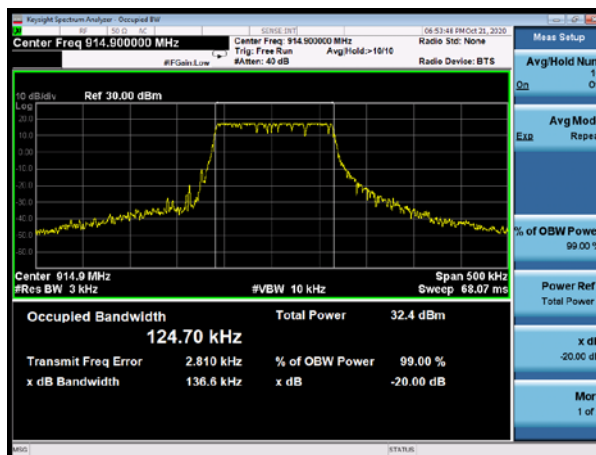 Keysight Spectrum Analyzer - Occupied BW
RF 50 Ω AC SENSE:INT 06:53:48 PM Oct 21, 2020
Center Freq 914.900000 MHz
Center Freq: 914.900000 MHz
Radio Std: None
Trig: Free Run Avg|Hold:>10/10
#IFGain:Low #Atten: 40 dB Radio Device: BTS
10 dB/div Ref 30.00 dBm
Log
20.0
10.0
0.00
-10.0
-20.0
-30.0
-40.0
-50.0
-60.0
Center 914.9 MHz Span 500 kHz
#Res BW 3 kHz #VBW 10 kHz Sweep 68.07 ms
Occupied Bandwidth Total Power 32.4 dBm
124.70 kHz
Transmit Freq Error 2.810 kHz % of OBW Power 99.00 %
x dB Bandwidth 136.6 kHz x dB -20.00 dB
MSG STATUS
Meas Setup
Avg/Hold Num
1
On O
Avg Mod
Exp Repea
% of OBW Power
99.00 %
Power Ref
Total Power
x d
-20.00 d
Mor
1 of